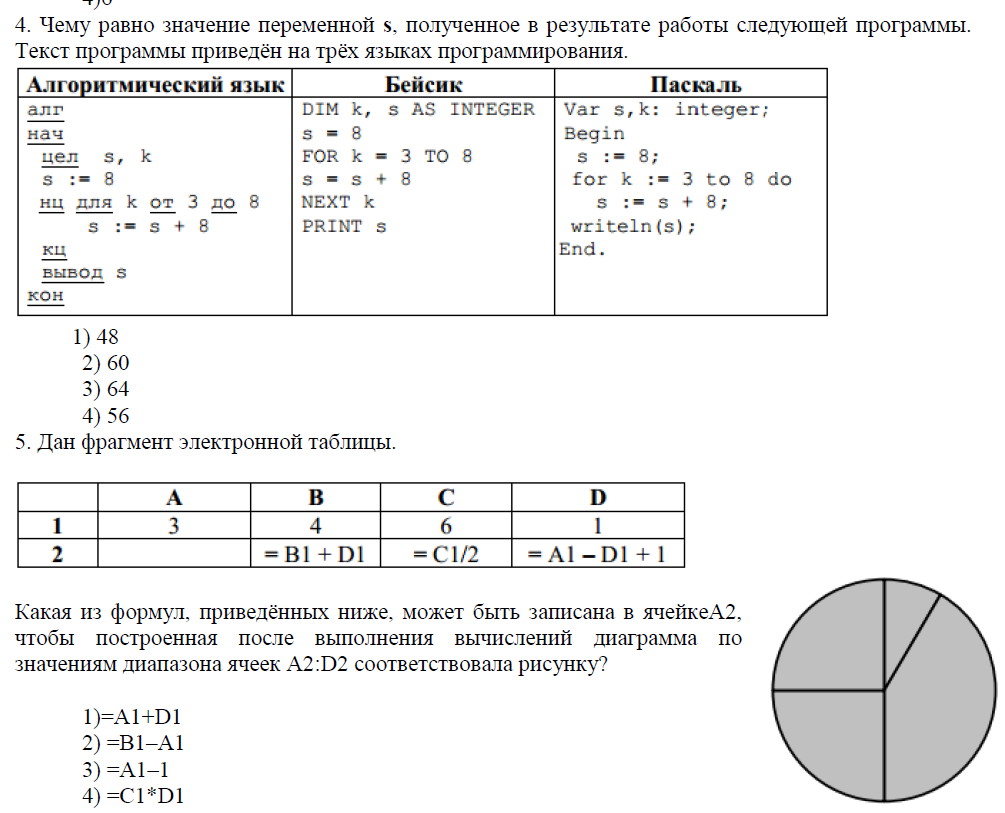 4. Чему равно значение переменной s, полученное в результате работы следующей программы.
Текст программы приведён на трёх языках программирования.
Алгоритмический язык
алг
нач
цел s, k
s := 8
нц для k от 3 до 8
s := s + 8
кц
вывод s
кон
Бейсик
DIM k, s AS INTEGER
s = 8
FOR k = 3 TO 8
s = s + 8
NEXT k
PRINT s
Паскаль
Var s,k: integer;
Begin
s := 8;
for k := 3 to 8 do
s := s + 8;
writeln(s);
End.
1) 48
2) 60
3) 64
4) 56
5. Дан фрагмент электронной таблицы.
A B C D
1 3 4 6 1
2 = B1 + D1 = C1/2 = A1 – D1 + 1
Какая из формул, приведённых ниже, может быть записана в ячейкеA2,
чтобы построенная после выполнения вычислений диаграмма по
значениям диапазона ячеек A2:D2 соответствовала рисунку?
1)=A1+D1
2) =B1–A1
3) =A1–1
4) =C1*D1